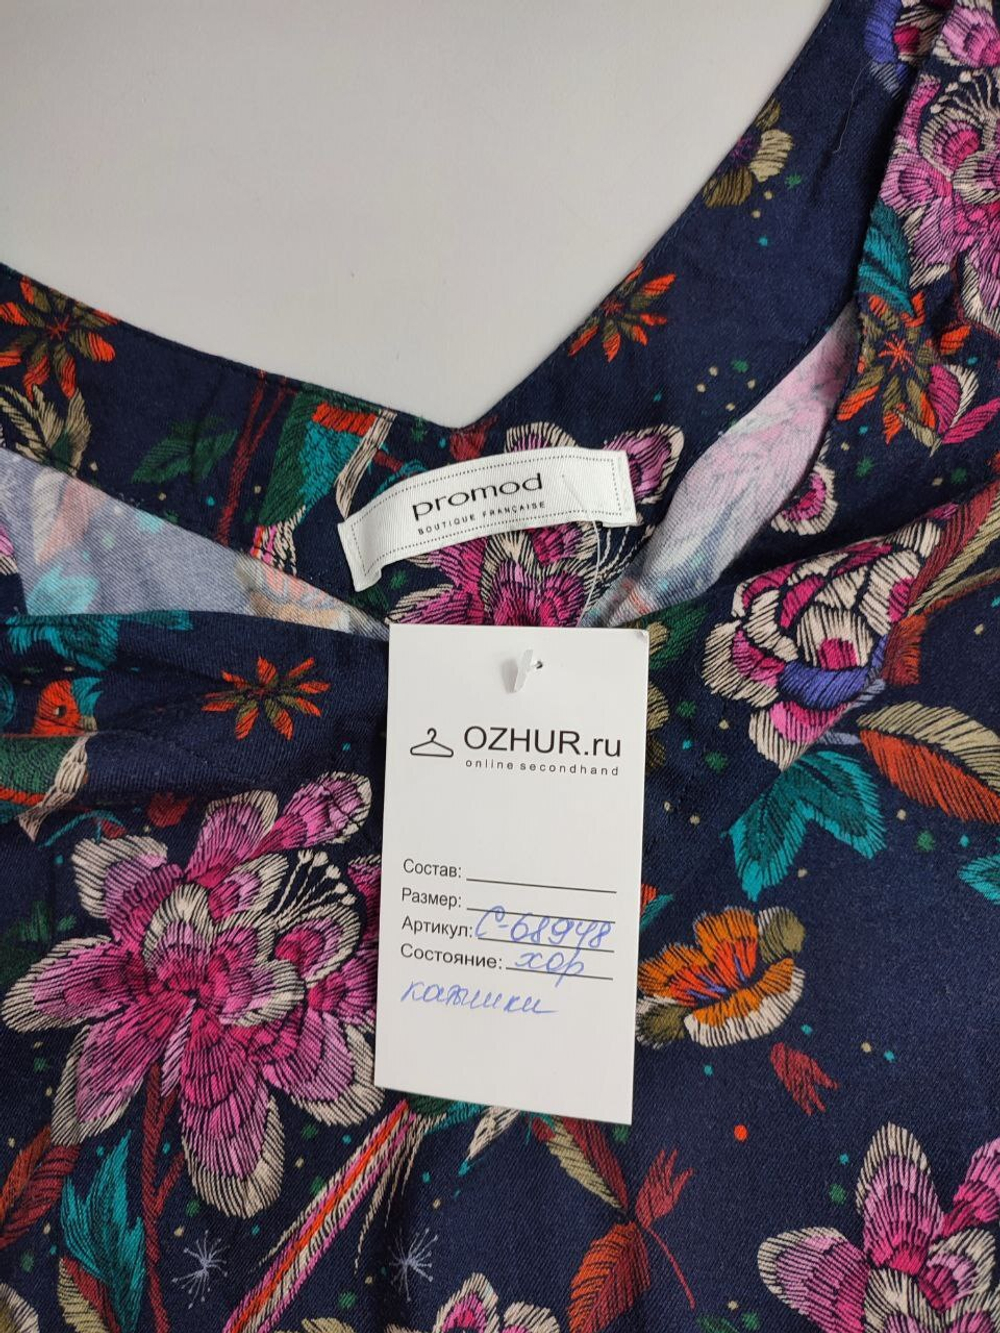 promod
BOUTIQUE FRANÇAISE
OZHUR.ru
online secondhand
Состав:
Размер:
Артикул: С-68948
Состояние: хор
катышки